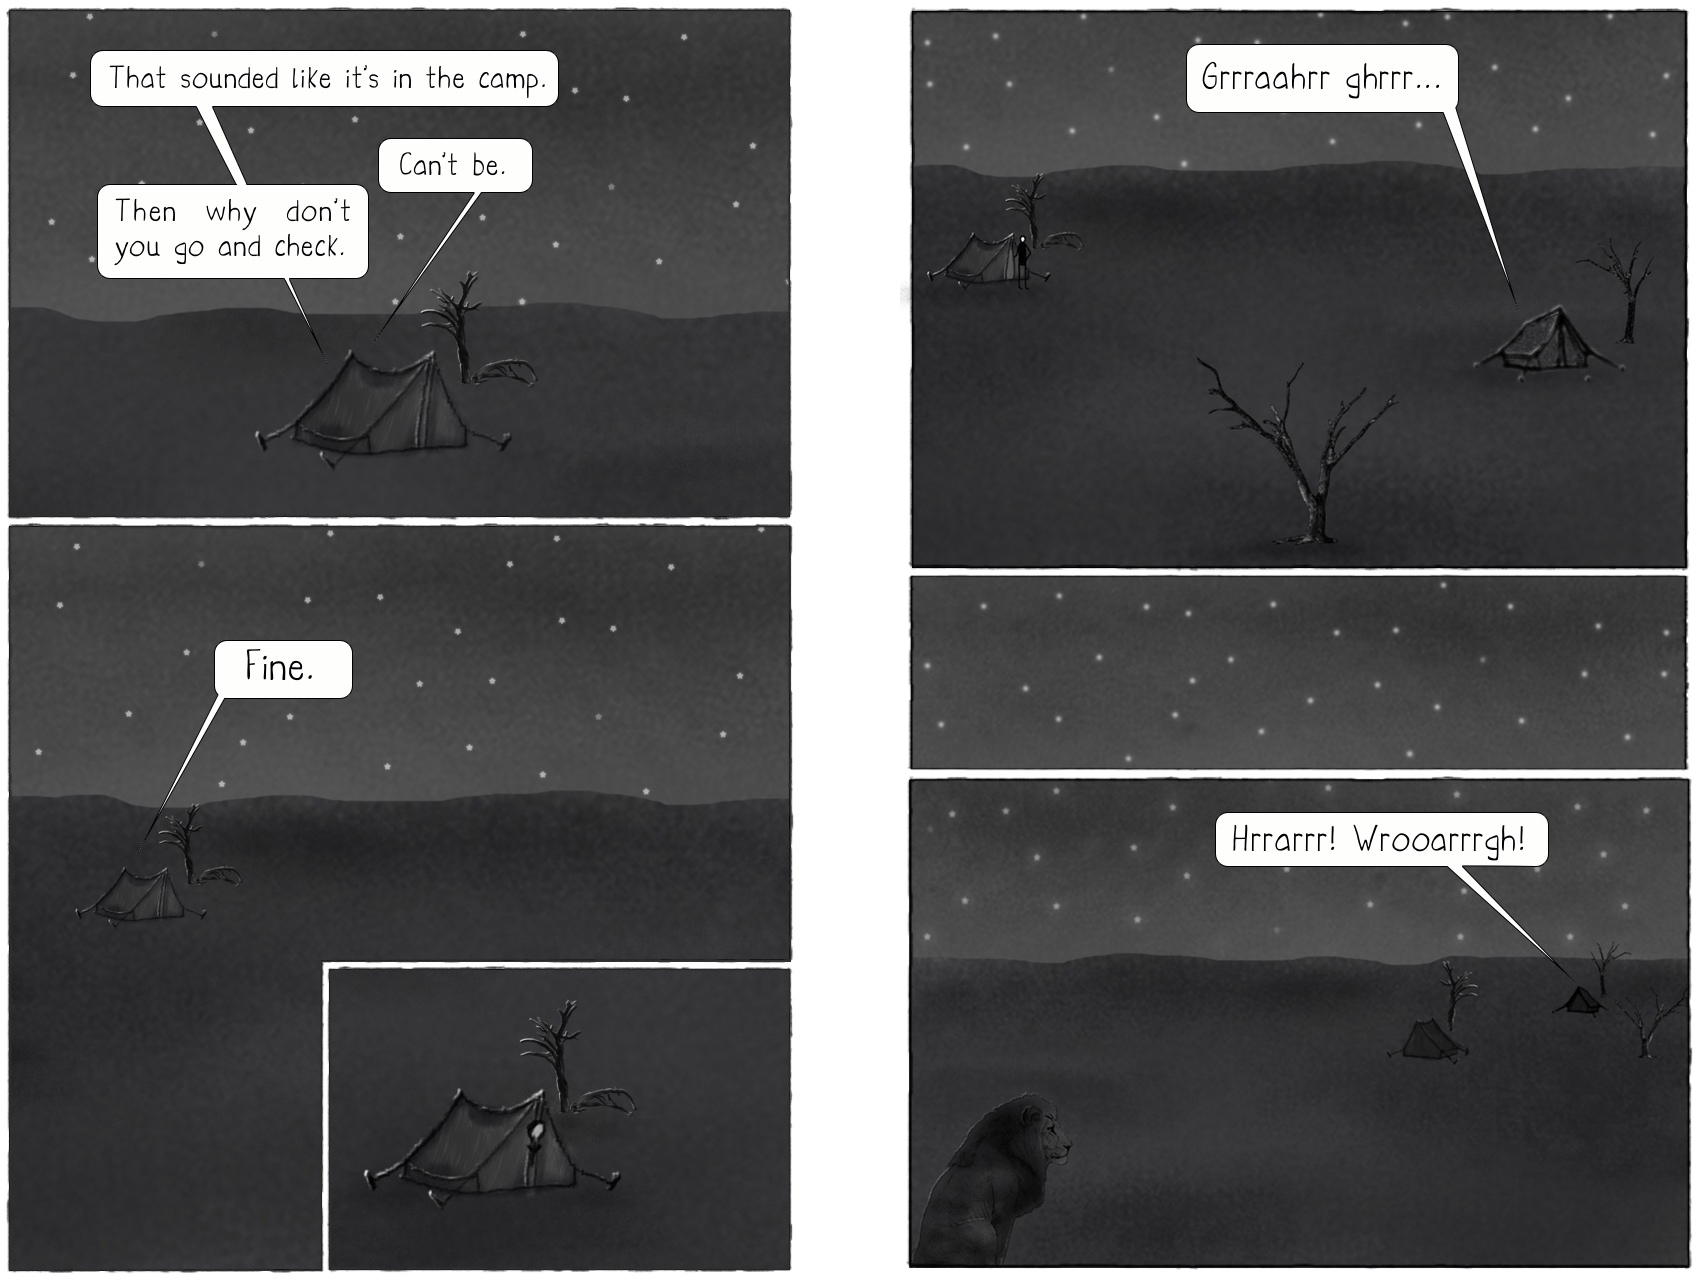 That sounded like it's in the camp.
Can't be.
Then why don't
you go and check.
Fine.
Grrraahrr ghrrr...
Hrrarrr! Wrooarrrgh!